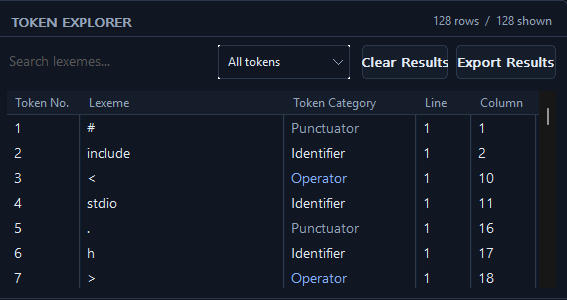 TOKEN EXPLORER 128 rows / 128 shown
Search lexemes... All tokens Clear Results Export Results
Token No. Lexeme Token Category Line Column
1 # Punctuator 1 1
2 include Identifier 1 2
3 < Operator 1 10
4 stdio Identifier 1 11
5 . Punctuator 1 16
6 h Identifier 1 17
7 > Operator 1 18